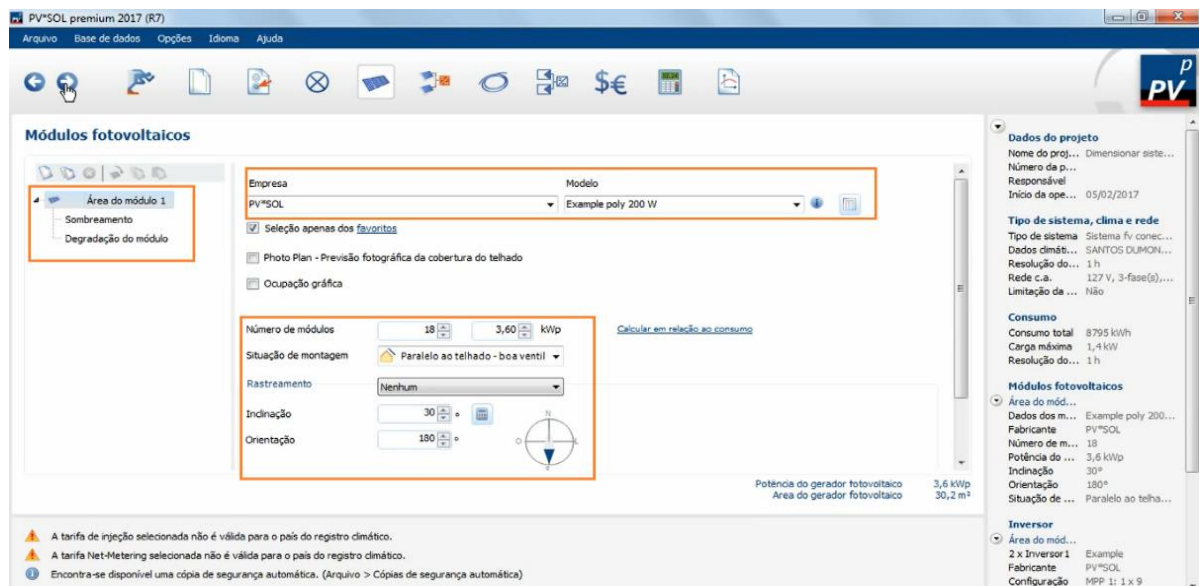 PV*SOL premium 2017 (R7)
Arquivo Base de dados Opções Idioma Ajuda
$€
p
PV
Módulos fotovoltaicos
Área do módulo 1
Sombreamento
Degradação do módulo
Empresa Modelo
PV*SOL Example poly 200 W
Seleção apenas dos favoritos
Photo Plan - Previsão fotográfica da cobertura do telhado
Ocupação gráfica
Número de módulos 18 3,60 kWp Calcular em relação ao consumo
Situação de montagem Paralelo ao telhado - boa ventil
Rastreamento Nenhum
Inclinação 30 °
Orientação 180 °
N
O L
Potência do gerador fotovoltaico 3,6 kWp
Área do gerador fotovoltaico 30,2 m²
A tarifa de injeção selecionada não é válida para o país do registro climático.
A tarifa Net-Metering selecionada não é válida para o país do registro climático.
Encontra-se disponível uma cópia de segurança automática. (Arquivo > Cópias de segurança automática)
Dados do projeto
Nome do proj... Dimensionar siste...
Número da p...
Responsável
Início da ope... 05/02/2017
Tipo de sistema, clima e rede
Tipo de sistema Sistema fv conec...
Dados climáti... SANTOS DUMON...
Resolução do... 1 h
Rede c.a. 127 V, 3-fase(s),...
Limitação da ... Não
Consumo
Consumo total 8795 kWh
Carga máxima 1,4 kW
Resolução do... 1 h
Módulos fotovoltaicos
Área do mód...
Dados dos m... Example poly 200...
Fabricante PV*SOL
Número de m... 18
Potência do ... 3,6 kWp
Inclinação 30°
Orientação 180°
Situação de ... Paralelo ao telha...
Inversor
Área do mód...
2 x Inversor1 Example
Fabricante PV*SOL
Configuração MPP 1: 1 x 9